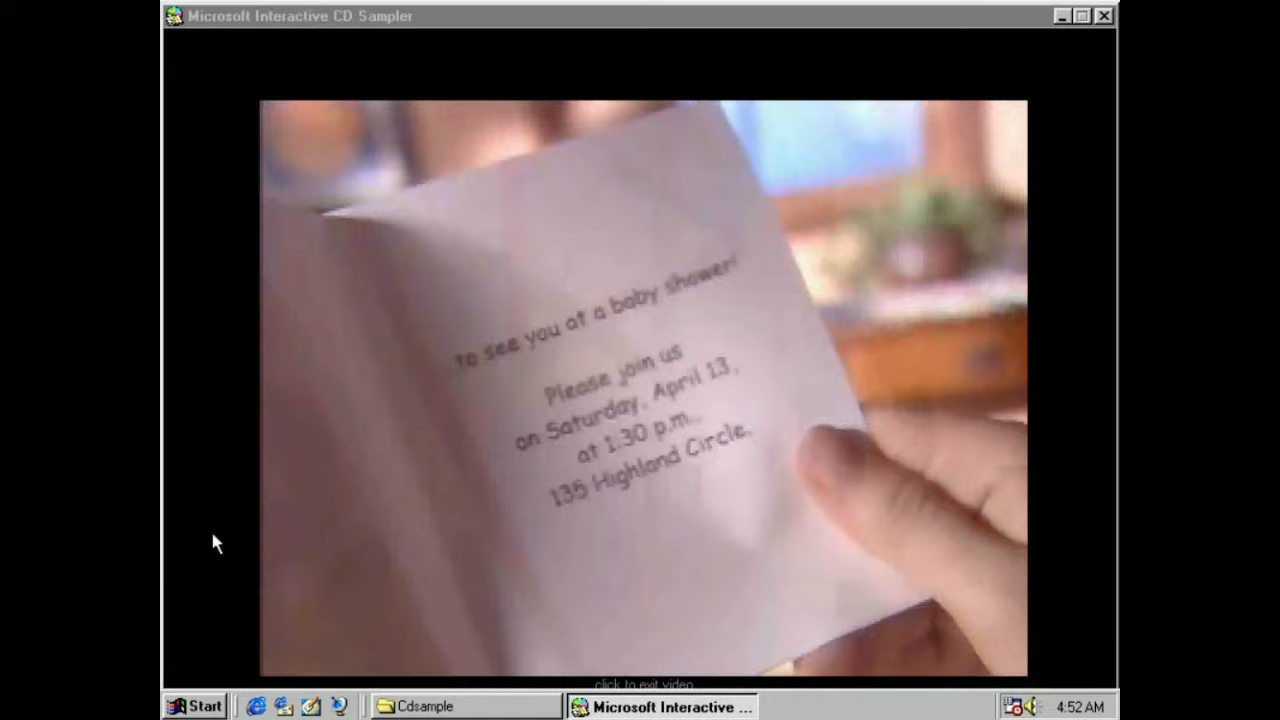 Microsoft Interactive CD Sampler
to see you at a baby shower!
Please join us
on Saturday, April 13,
at 1:30 p.m.,
135 Highland Circle.
click to exit video
Start
Cdsample
Microsoft Interactive ...
4:52 AM